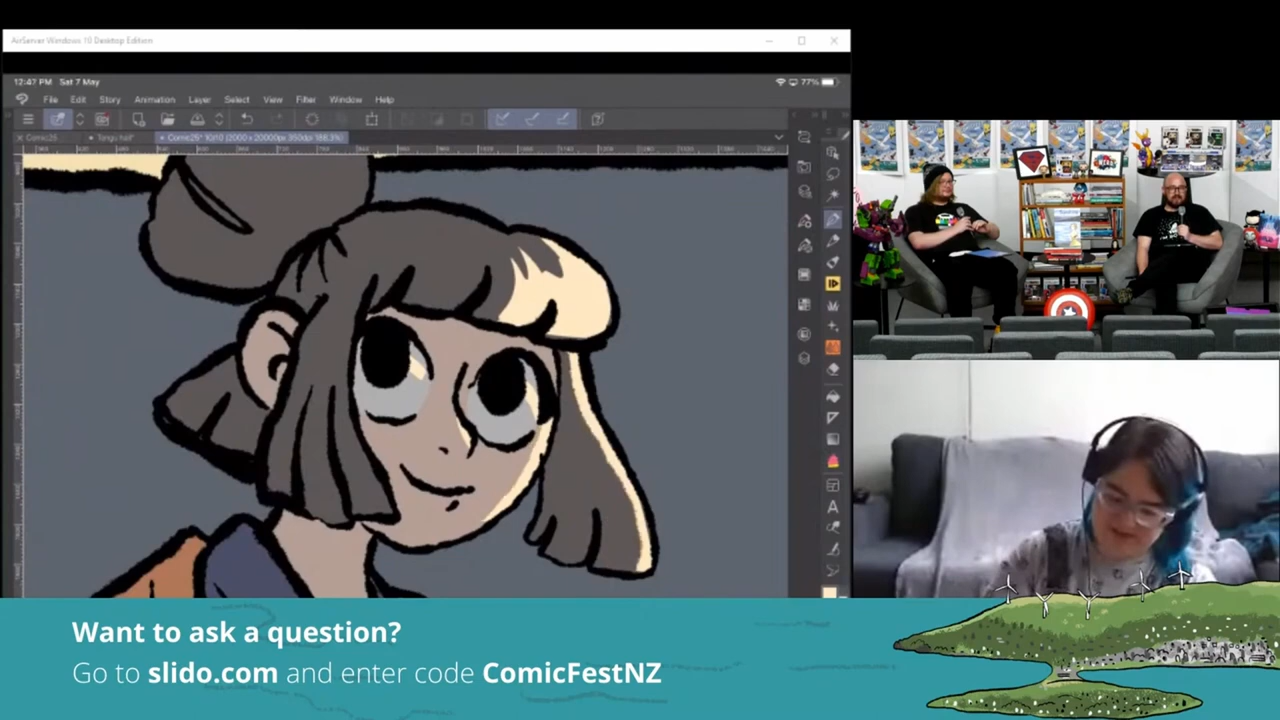 AirServer Windows 10 Desktop Edition
12:47 PM Sat 7 May
77%
File Edit Story Animation Layer Select View Filter Window Help
Want to ask a question?
Go to slido.com and enter code ComicFestNZ